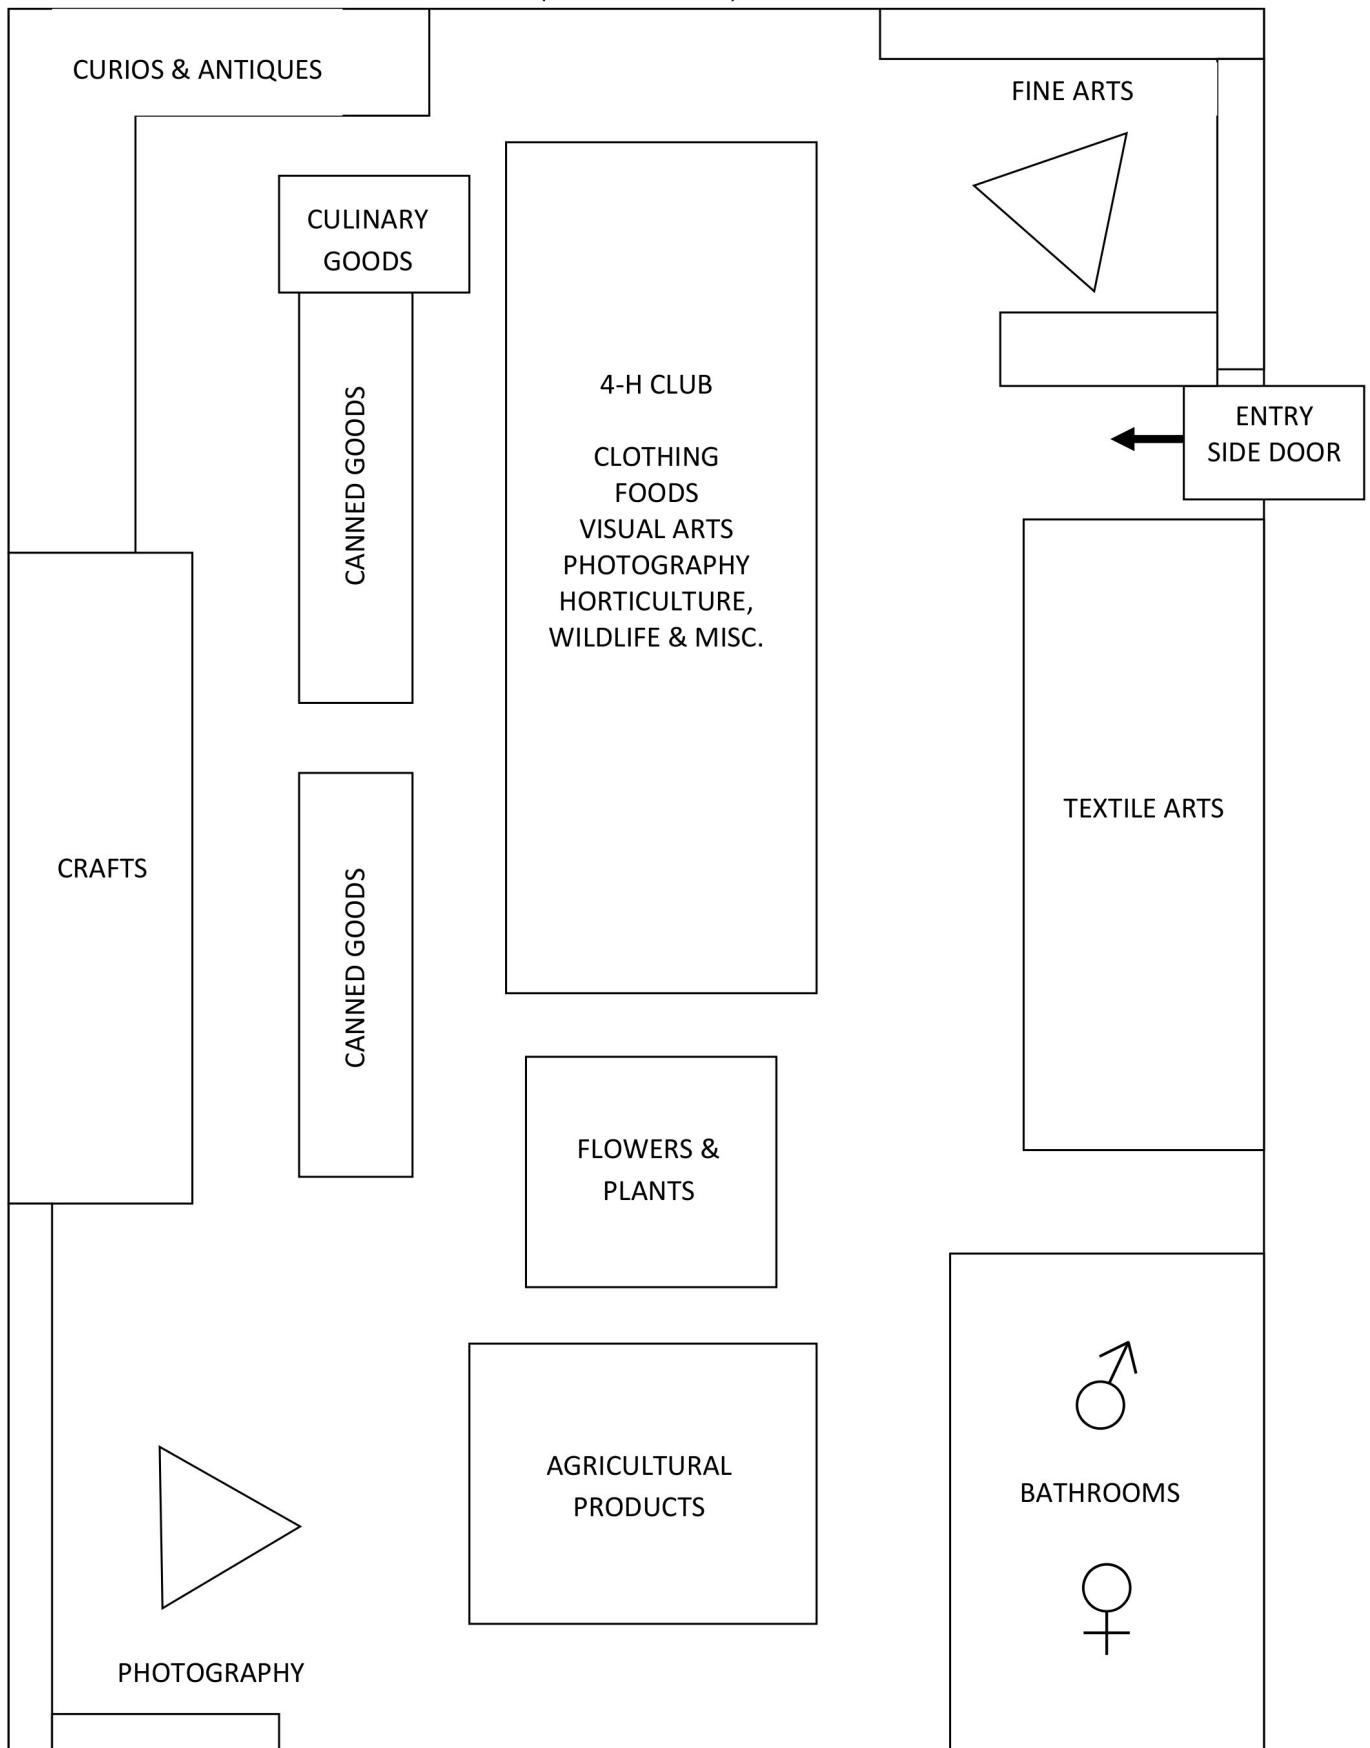 CURIOS & ANTIQUES
FINE ARTS
CULINARY
GOODS
CANNED GOODS
4-H CLUB
CLOTHING
FOODS
VISUAL ARTS
PHOTOGRAPHY
HORTICULTURE,
WILDLIFE & MISC.
ENTRY
SIDE DOOR
TEXTILE ARTS
CRAFTS
CANNED GOODS
FLOWERS &
PLANTS
AGRICULTURAL
PRODUCTS
BATHROOMS
PHOTOGRAPHY